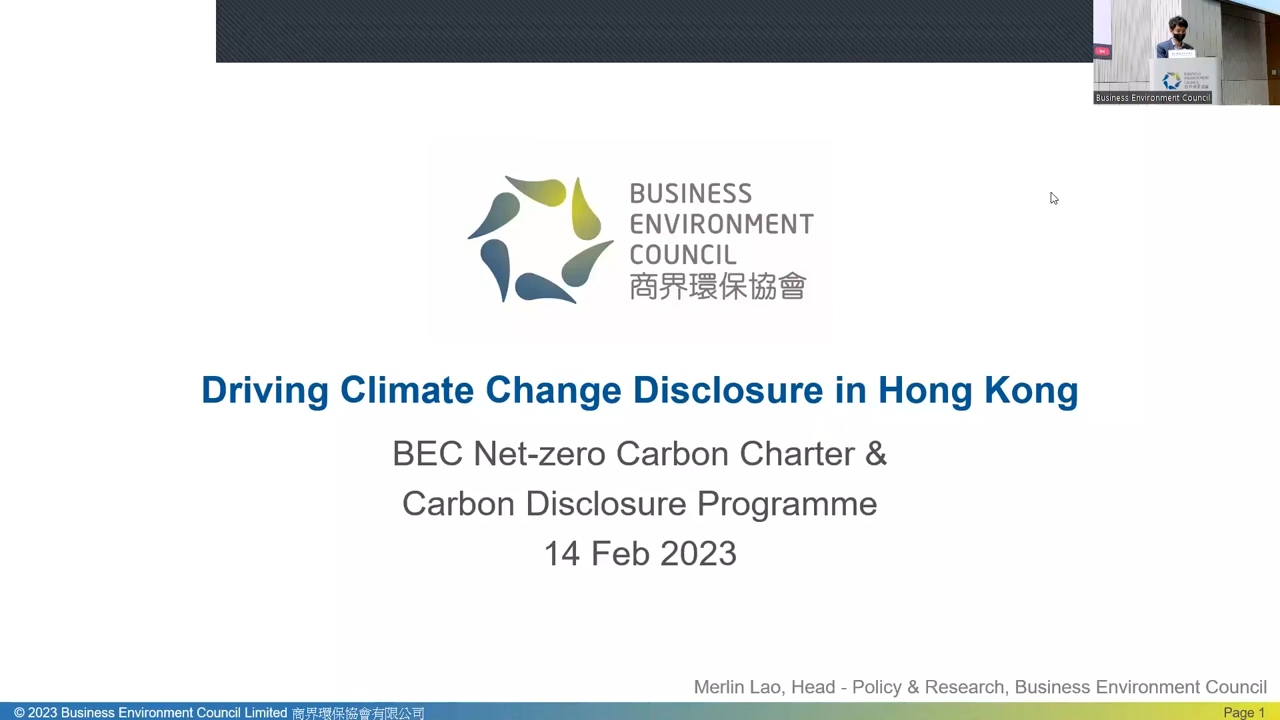 Business Environment Council
BUSINESS
ENVIRONMENT
COUNCIL
商界環保協會
Driving Climate Change Disclosure in Hong Kong
BEC Net-zero Carbon Charter &
Carbon Disclosure Programme
14 Feb 2023
Merlin Lao, Head - Policy & Research, Business Environment Council
© 2023 Business Environment Council Limited 商界環保協會有限公司
Page 1